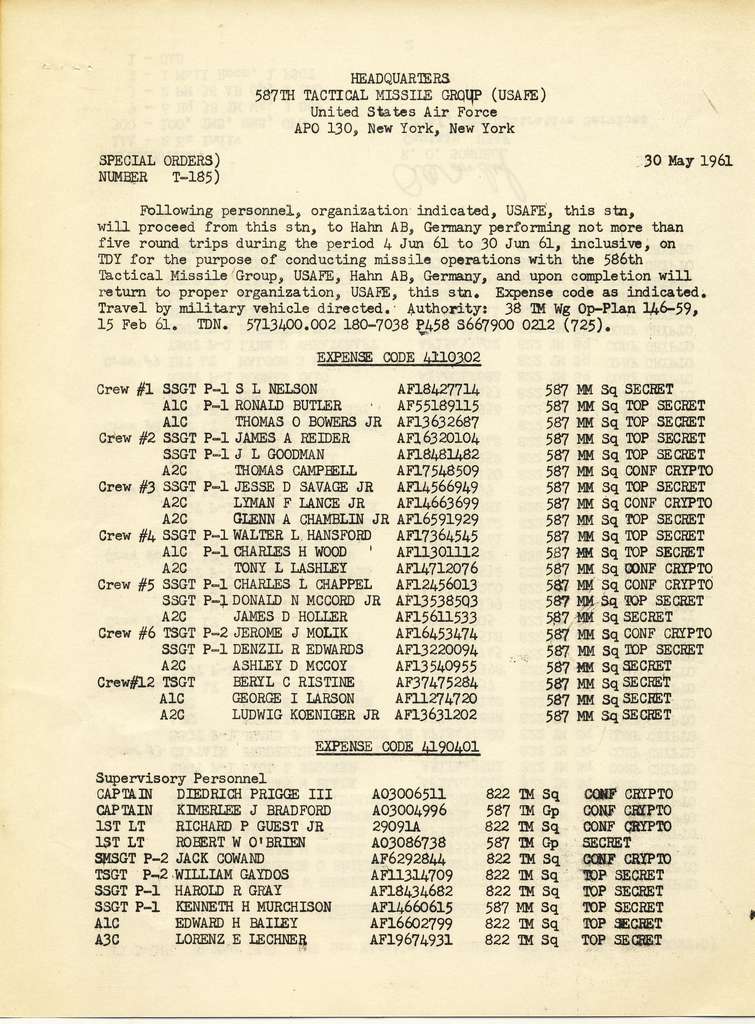 HEADQUARTERS
587TH TACTICAL MISSILE GROUP (USAFE)
United States Air Force
APO 130, New York, New York
SPECIAL ORDERS) 30 May 1961
NUMBER T-185)
Following personnel, organization indicated, USAFE, this stn,
will proceed from this stn, to Hahn AB, Germany performing not more than
five round trips during the period 4 Jun 61 to 30 Jun 61, inclusive, on
TDY for the purpose of conducting missile operations with the 586th
Tactical Missile Group, USAFE, Hahn AB, Germany, and upon completion will
return to proper organization, USAFE, this stn. Expense code as indicated.
Travel by military vehicle directed. Authority: 38 TM Wg Op-Plan 146-59,
15 Feb 61. TDN. 5713400.002 180-7038 P458 S667900 0212 (725).
EXPENSE CODE 4110302
Crew #1 SSGT P-1 S L NELSON AF18427714 587 MM Sq SECRET
A1C P-1 RONALD BUTLER AF55189115 587 MM Sq TOP SECRET
A1C THOMAS O BOWERS JR AF13632687 587 MM Sq TOP SECRET
Crew #2 SSGT P-1 JAMES A REIDER AF16320104 587 MM Sq TOP SECRET
SSGT P-1 J L GOODMAN AF18481482 587 MM Sq TOP SECRET
A2C THOMAS CAMPBELL AF17548509 587 MM Sq CONF CRYPTO
Crew #3 SSGT P-1 JESSE D SAVAGE JR AF14566949 587 MM Sq TOP SECRET
A2C LYMAN F LANCE JR AF14663699 587 MM Sq CONF CRYPTO
A2C GLENN A CHAMBLIN JR AF16591929 587 MM Sq TOP SECRET
Crew #4 SSGT P-1 WALTER L HANSFORD AF17364545 587 MM Sq TOP SECRET
A1C P-1 CHARLES H WOOD AF11301112 587 MM Sq TOP SECRET
A2C TONY L LASHLEY AF14712076 587 MM Sq CONF CRYPTO
Crew #5 SSGT P-1 CHARLES L CHAPPEL AF12456013 587 MM Sq CONF CRYPTO
SSGT P-1 DONALD N MCCORD JR AF13538503 587 MM Sq TOP SECRET
A2C JAMES D HOLLER AF15611533 587 MM Sq SECRET
Crew #6 TSGT P-2 JEROME J MOLIK AF16453474 587 MM Sq CONF CRYPTO
SSGT P-1 DENZIL R EDWARDS AF13220094 587 MM Sq TOP SECRET
A2C ASHLEY D MCCOY AF13540955 587 MM Sq SECRET
Crew#12 TSGT BERYL C RISTINE AF37475284 587 MM Sq SECRET
A1C GEORGE I LARSON AF11274720 587 MM Sq SECRET
A2C LUDWIG KOENIGER JR AF13631202 587 MM Sq SECRET
EXPENSE CODE 4190401
Supervisory Personnel
CAPTAIN DIEDRICH PRIGGE III AO3006511 822 TM Sq CONF CRYPTO
CAPTAIN KIMERLEE J BRADFORD AO3004996 587 TM Gp CONF CRYPTO
1ST LT RICHARD P GUEST JR 29091A 822 TM Sq CONF CRYPTO
1ST LT ROBERT W O'BRIEN AO3086738 587 TM Gp SECRET
SMSGT P-2 JACK COWAND AF6292844 822 TM Sq CONF CRYPTO
TSGT P-2 WILLIAM GAYDOS AF11314709 822 TM Sq TOP SECRET
SSGT P-1 HAROLD R GRAY AF18434682 822 TM Sq TOP SECRET
SSGT P-1 KENNETH H MURCHISON AF14660615 587 MM Sq TOP SECRET
A1C EDWARD H BAILEY AF16602799 822 TM Sq TOP SECRET
A3C LORENZ E LECHNER AF19674931 822 TM Sq TOP SECRET